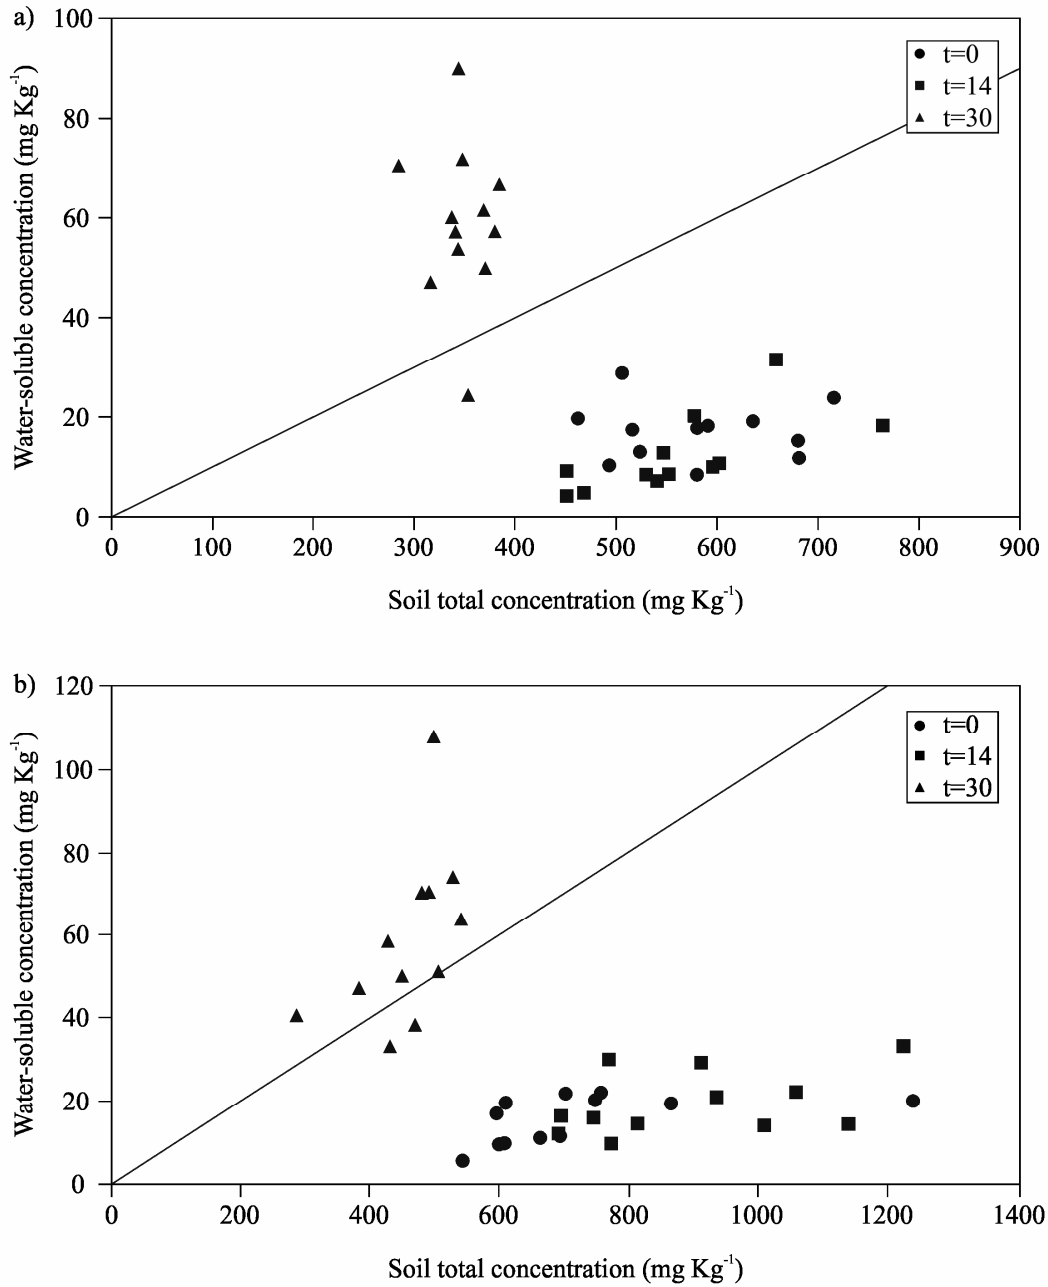 a)
100
80
60
40
20
0
Water-soluble concentration (mg Kg-1)
t=0
t=14
t=30
0 100 200 300 400 500 600 700 800 900
Soil total concentration (mg Kg-1)
b)
120
100
80
60
40
20
0
Water-soluble concentration (mg Kg-1)
t=0
t=14
t=30
0 200 400 600 800 1000 1200 1400
Soil total concentration (mg Kg-1)